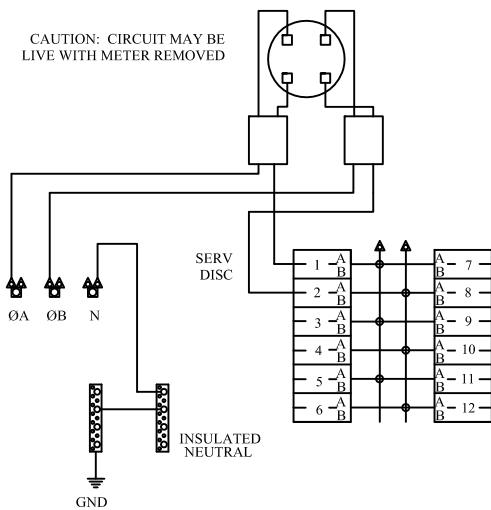 CAUTION: CIRCUIT MAY BE
LIVE WITH METER REMOVED
SERV
DISC
ØA ØB N
1 A B
2 A B
3 A B
4 A B
5 A B
6 A B
A B 7
A B 8
A B 9
A B 10
A B 11
A B 12
INSULATED
NEUTRAL
GND